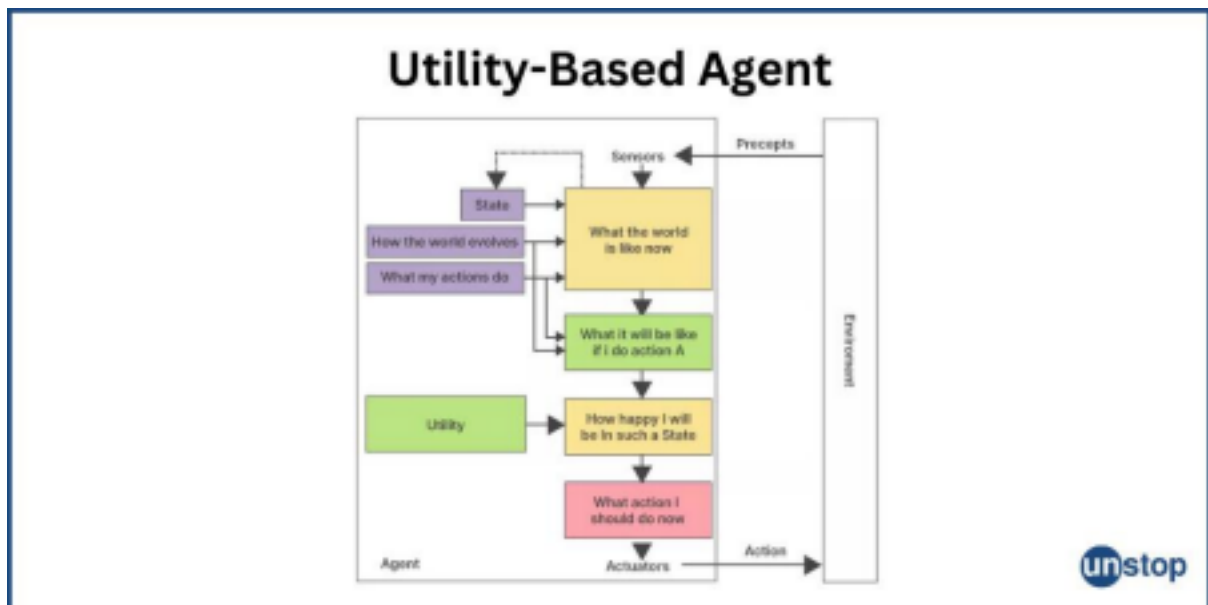 Utility-Based Agent
Precepts
Sensors
State
What the world
is like now
How the world evolves
What my actions do
What it will be like
if i do action A
Enviroment
Utility
How happy I will
be In such a State
What action I
should do now
Agent
Actuators
Action
unstop